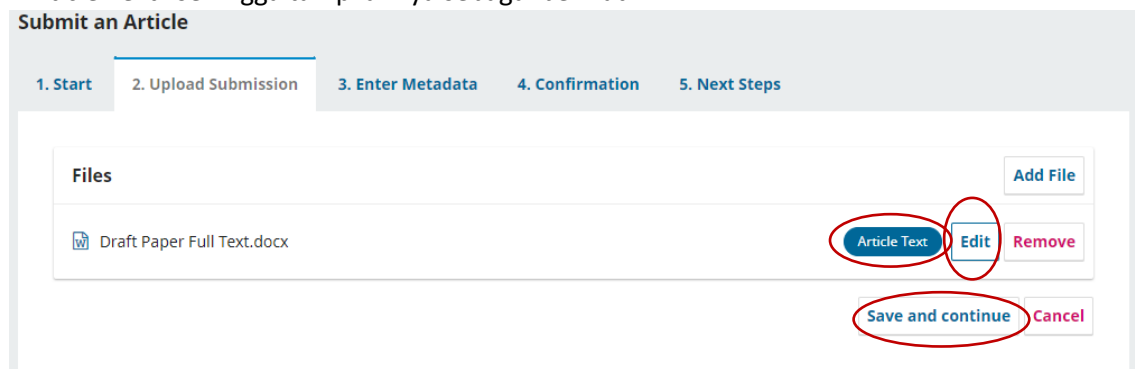 Submit an Article
1. Start 2. Upload Submission 3. Enter Metadata 4. Confirmation 5. Next Steps
Files Add File
Draft Paper Full Text.docx Article Text Edit Remove
Save and continue Cancel